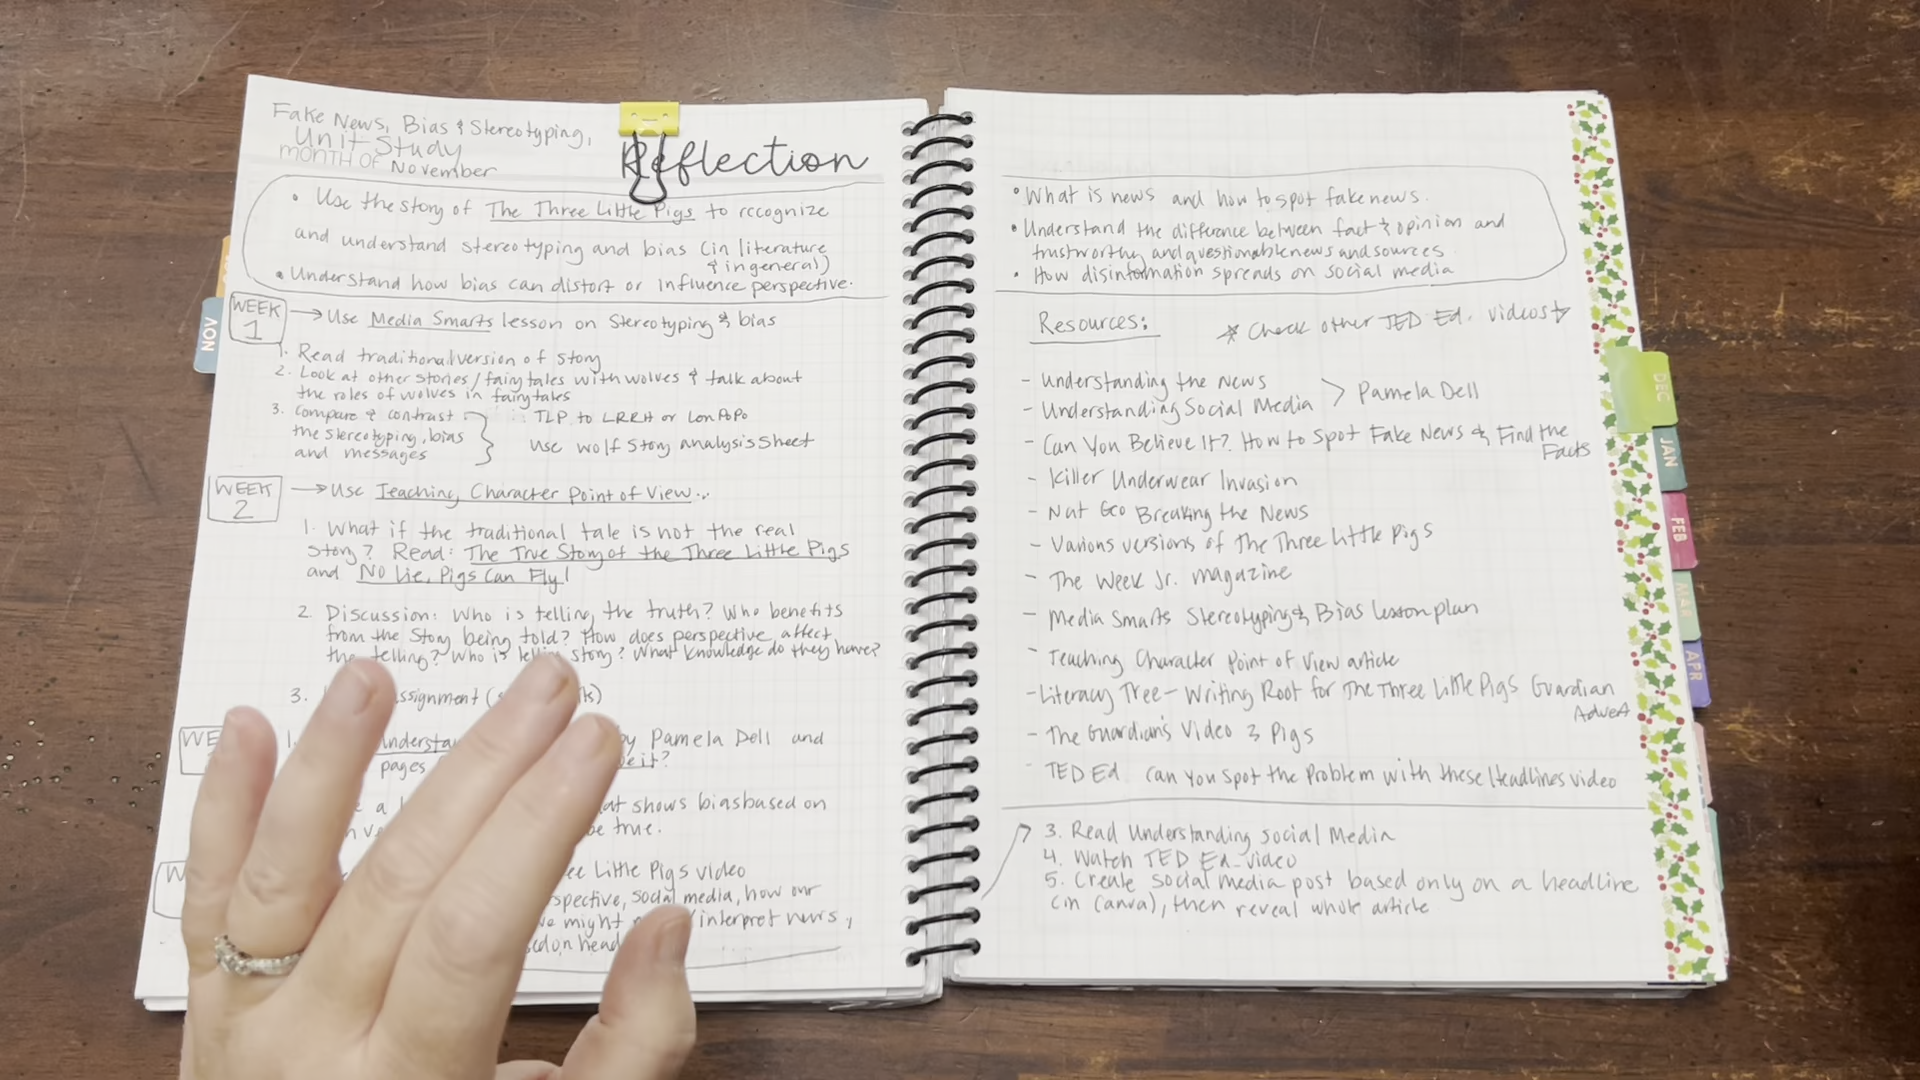 Fake News, Bias & Stereotyping,
Unit Study
MONTH OF November
Reflection
• Use the story of The Three Little Pigs to recognize
and understand stereotyping and bias (in literature
& in general)
• Understand how bias can distort or influence perspective.
NOV
WEEK
1
→ Use Media Smarts lesson on Stereotyping & bias
1. Read traditional version of story
2. Look at other stories/fairytales with wolves & talk about
the roles of wolves in fairytales
3. Compare & contrast
the stereotyping, bias
and messages
TLP to LRRH or LonPoPo
use wolf story analysis sheet
WEEK
2
→ Use Teaching Character Point of View...
1. What if the traditional tale is not the real
story? Read: The True Story of the Three Little Pigs
and No Lie, Pigs Can Fly!
2. Discussion: Who is telling the truth? Who benefits
from the story being told? How does perspective affect
the telling? Who is story? What knowledge do they have?
3.
1. by Pamela Dell and
pages it?
a shows bias based on
be true.
Little Pigs video
social media, how our
might interpret news,
on
• What is news and how to spot fake news.
• Understand the difference between fact & opinion and
trustworthy and questionable news and sources.
• How disinformation spreads on social media
Resources:
* Check other TED Ed. videos *
- Understanding the News
- Understanding Social Media > Pamela Dell
- Can You Believe It? How to Spot Fake News & Find the
Facts
- Killer Underwear Invasion
- Nat Geo Breaking the News
- Various versions of The Three Little Pigs
- The Week Jr. magazine
- Media Smarts Stereotyping & Bias lesson plan
- Teaching Character Point of View article
- Literacy Tree - Writing Root for The Three Little Pigs Guardian
Advert
- The Guardian's Video 3 Pigs
- TED Ed Can you spot the problem with these headlines video
3. Read Understanding Social Media
4. Watch TED Ed video
5. Create social media post based only on a headline
(in Canva), then reveal whole article
DEC
JAN
FEB
MAR
APR